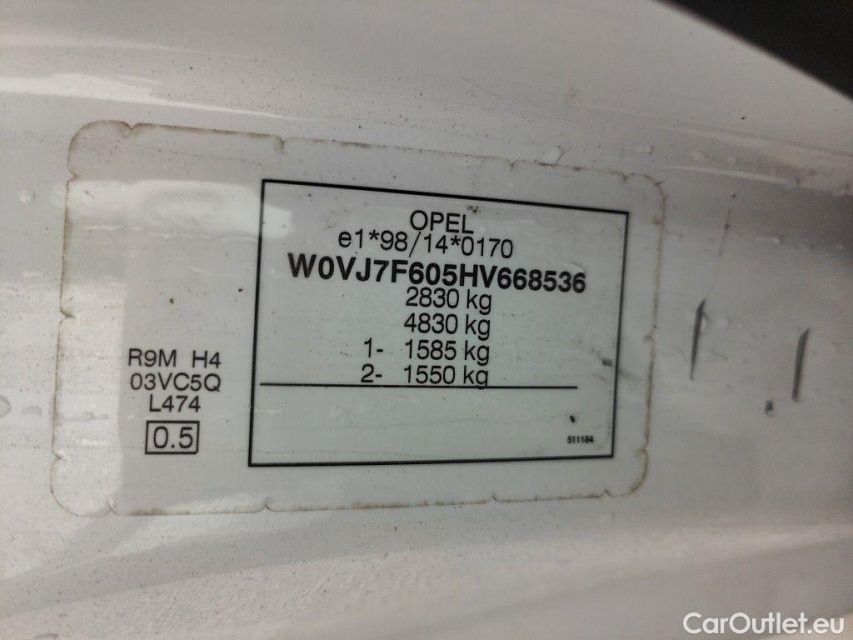 OPEL
e1*98/14*0170
W0VJ7F605HV668536
2830 kg
4830 kg
1- 1585 kg
2- 1550 kg
R9M H4
03VC5Q
L474
0.5
511184
CarOutlet.eu